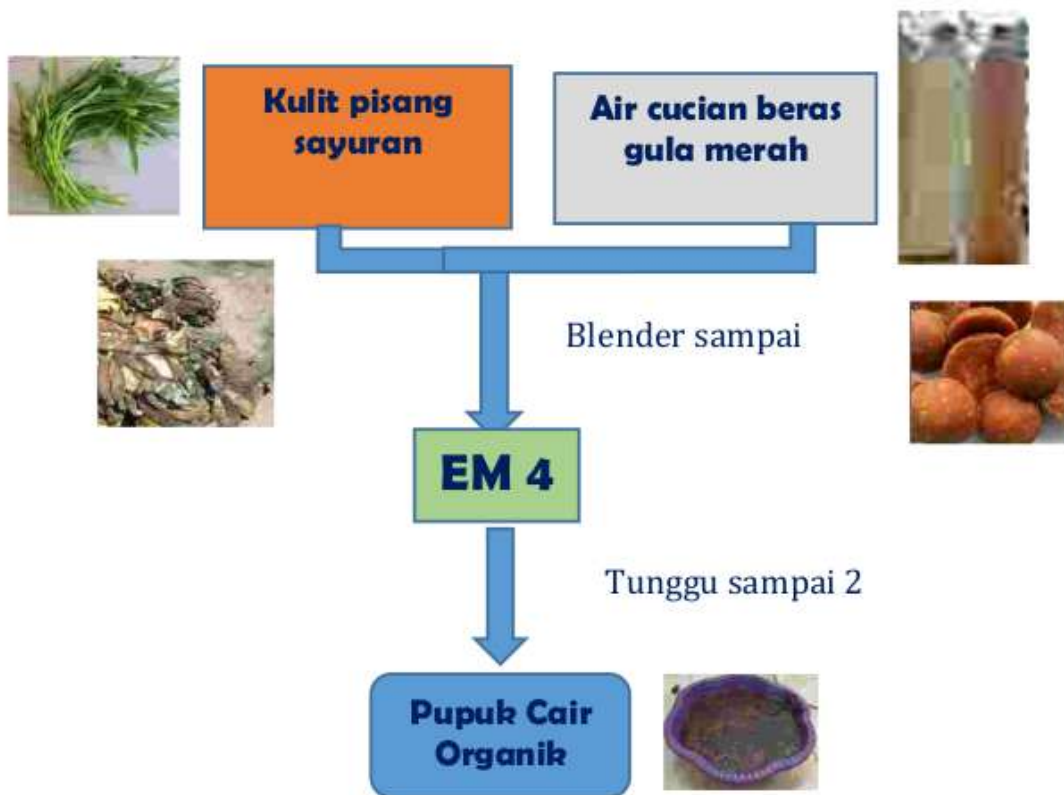 Kulit pisang
sayuran
Air cucian beras
gula merah
Blender sampai
EM 4
Tunggu sampai 2
Pupuk Cair
Organik